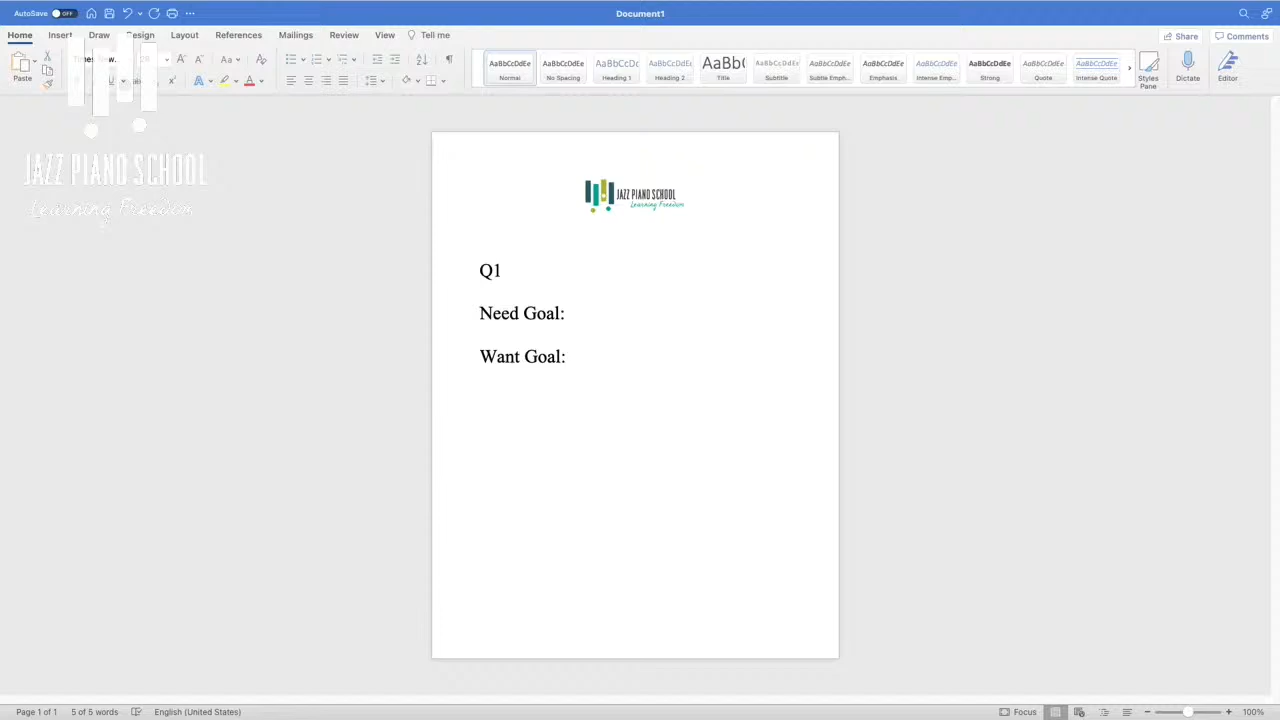 AutoSave OFF Document1
Home Insert Draw Design Layout References Mailings Review View Tell me Share Comments
Paste
Aa
AaBbCcDdEe AaBbCcDdEe AaBbCcDc AaBbCcDdEe AaBb( AaBbCcDdEe AaBbCcDdEe AaBbCcDdEe AaBbCcDdEe AaBbCcDdEe AaBbCcDdEe AaBbCcDdEe
Normal No Spacing Heading 1 Heading 2 Title Subtitle Subtle Emph... Emphasis Intense Emp... Strong Quote Intense Quote
Styles
Pane
Dictate Editor
JAZZ PIANO SCHOOL
Learning Freedom
JAZZ PIANO SCHOOL
Learning Freedom
Q1
Need Goal:
Want Goal:
Page 1 of 1 5 of 5 words English (United States) Focus 100%